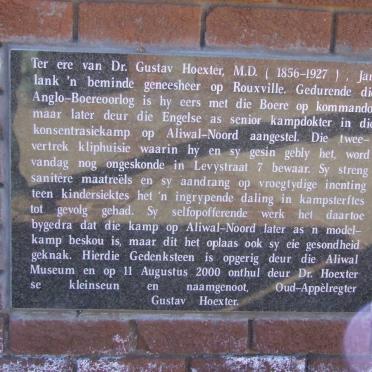 Ter ere van Dr. Gustav Hoexter, M.D. ( 1856-1927 ) , Jare
lank 'n beminde geneesheer op Rouxville. Gedurende die
Anglo-Boereoorlog is hy eers met die Boere op kommando
maar later deur die Engelse as senior kampdokter in die
konsentrasiekamp op Aliwal-Noord aangestel. Die twee-
vertrek kliphuisie waarin hy en sy gesin gebly het, word
vandag nog ongeskonde in Levystraat 7 bewaar. Sy streng
sanitêre maatreëls en sy aandrang op vroegtydige inenting
teen kindersiektes het 'n ingrypende daling in kampsterftes
tot gevolg gehad. Sy selfopofferende werk het daartoe
bygedra dat die kamp op Aliwal-Noord later as n model-
kamp beskou is, maar dit het oplaas ook sy eie gesondheid
geknak. Hierdie Gedenksteen is opgerig deur die Aliwal
Museum en op 11 Augustus 2000 onthul deur Dr. Hoexter
se kleinseun en naamgenoot, Oud-Appèlregter
Gustav Hoexter.